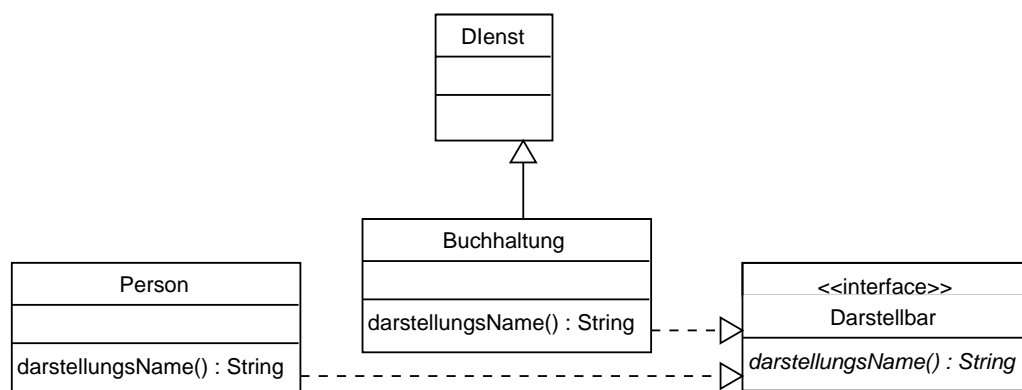 DIenst
Buchhaltung
darstellungsName() : String
Person
darstellungsName() : String
<<interface>>
Darstellbar
darstellungsName() : String